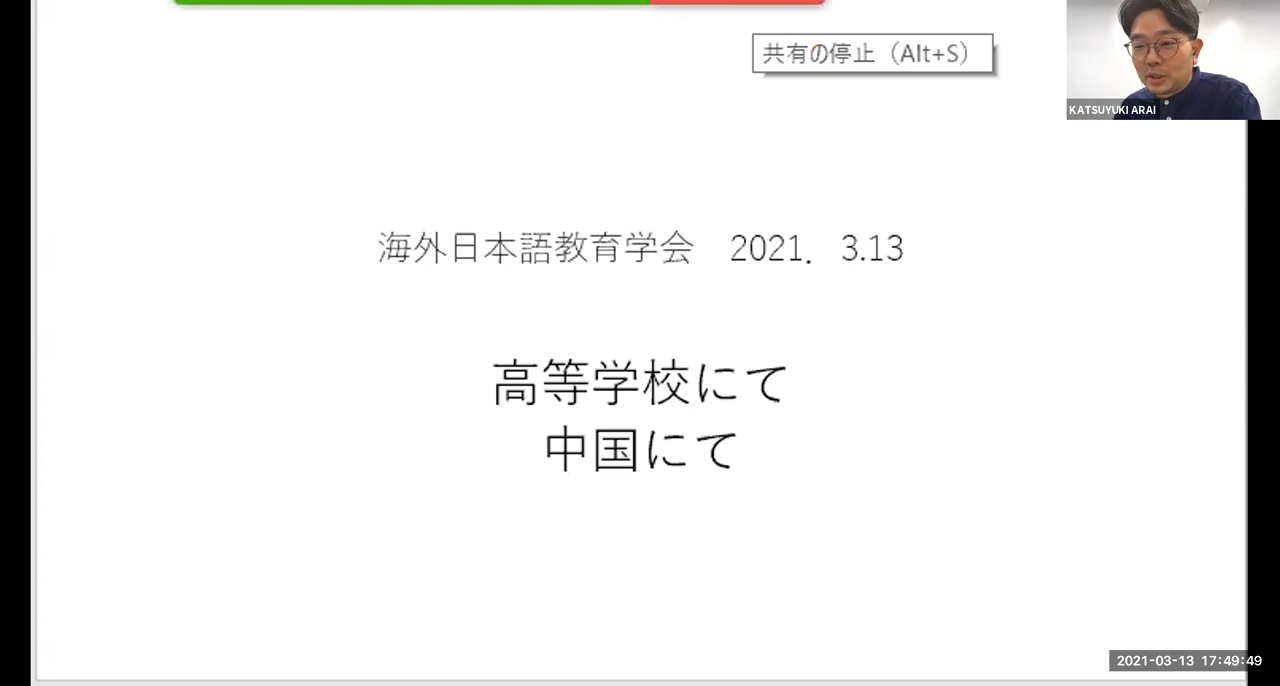 共有の停止（Alt+S）
KATSUYUKI ARAI
海外日本語教育学会　2021．3.13
高等学校にて
中国にて
2021-03-13 17:49:49